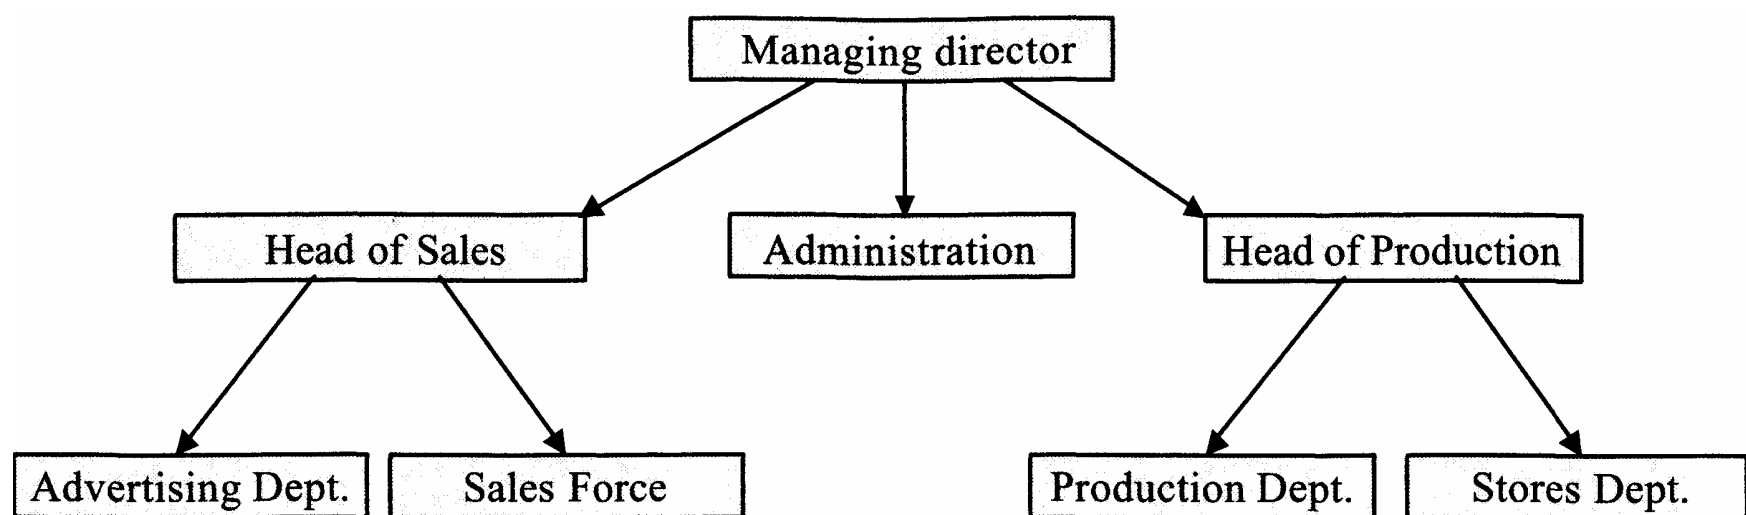 Managing director
Head of Sales
Administration
Head of Production
Advertising Dept.
Sales Force
Production Dept.
Stores Dept.